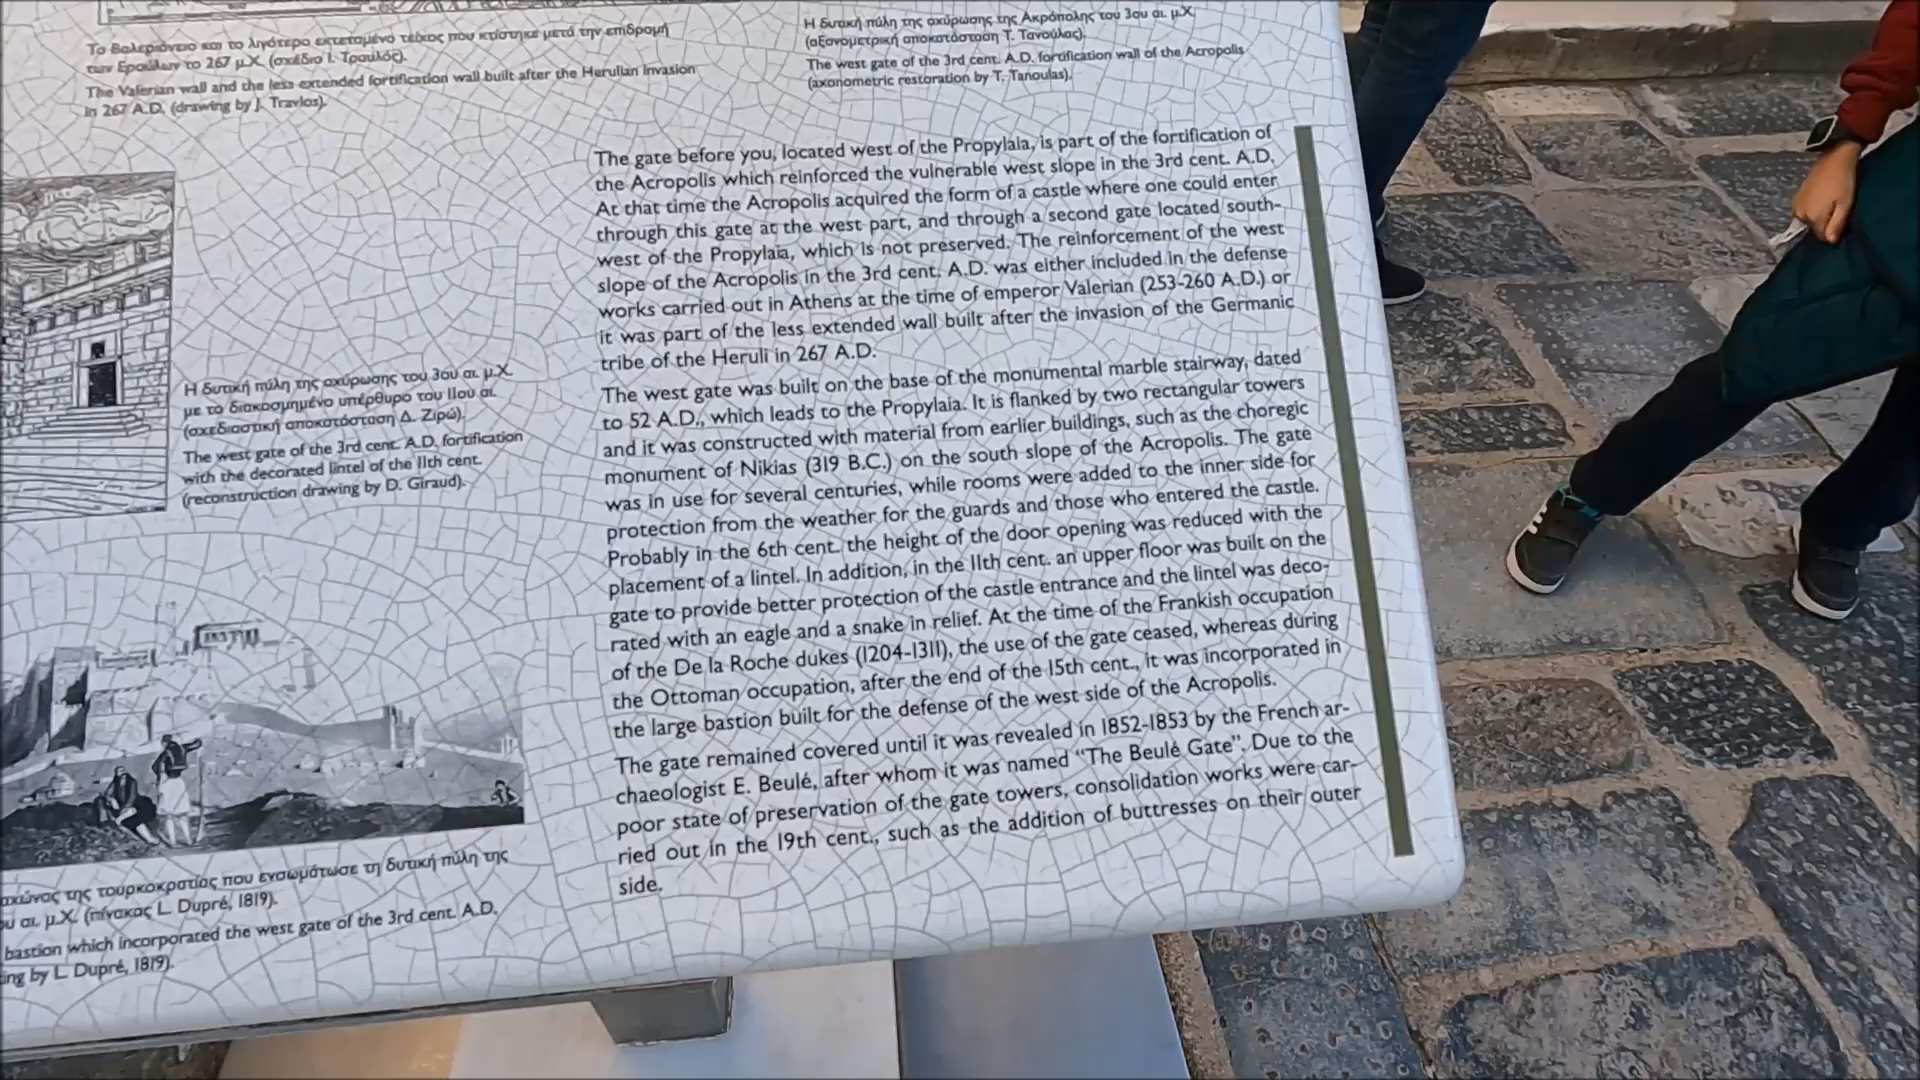 Το Βαλεριάνειο και το λιγότερο εκτεταμένο τείχος που κτίστηκε μετά την επιδρομή
των Ερούλων το 267 μ.Χ. (σχέδιο Ι. Τραυλός).
The Valerian wall and the less extended fortification wall built after the Herulian Invasion
in 267 A.D. (drawing by J. Travlos).
Η δυτική πύλη της οχύρωσης της Ακρόπολης του 3ου αι. μ.Χ.
(αξονομετρική αποκατάσταση Τ. Τανούλας).
The west gate of the 3rd cent. A.D. fortification wall of the Acropolis
(axonometric restoration by T. Tanoulas).
Η δυτική πύλη της οχύρωσης του 3ου αι. μ.Χ.
με το διακοσμημένο υπέρθυρο του 11ου αι.
(σχεδιαστική αποκατάσταση Δ. Ζιρώ).
The west gate of the 3rd cent. A.D. fortification
with the decorated lintel of the 11th cent.
(reconstruction drawing by D. Giraud).
της τουρκοκρατίας που ενσωμάτωσε τη δυτική πύλη της
αι. μ.Χ. (πίνακας L. Dupré, 1819).
bastion which incorporated the west gate of the 3rd cent. A.D.
by L. Dupré, 1819).
The gate before you, located west of the Propylaia, is part of the fortification of
the Acropolis which reinforced the vulnerable west slope in the 3rd cent. A.D.
At that time the Acropolis acquired the form of a castle where one could enter
through this gate at the west part, and through a second gate located south-
west of the Propylaia, which is not preserved. The reinforcement of the west
slope of the Acropolis in the 3rd cent. A.D. was either included in the defense
works carried out in Athens at the time of emperor Valerian (253-260 A.D.) or
it was part of the less extended wall built after the invasion of the Germanic
tribe of the Heruli in 267 A.D.
The west gate was built on the base of the monumental marble stairway, dated
to 52 A.D., which leads to the Propylaia. It is flanked by two rectangular towers
and it was constructed with material from earlier buildings, such as the choregic
monument of Nikias (319 B.C.) on the south slope of the Acropolis. The gate
was in use for several centuries, while rooms were added to the inner side for
protection from the weather for the guards and those who entered the castle.
Probably in the 6th cent. the height of the door opening was reduced with the
placement of a lintel. In addition, in the 11th cent. an upper floor was built on the
gate to provide better protection of the castle entrance and the lintel was deco-
rated with an eagle and a snake in relief. At the time of the Frankish occupation
of the De la Roche dukes (1204-1311), the use of the gate ceased, whereas during
the Ottoman occupation, after the end of the 15th cent., it was incorporated in
the large bastion built for the defense of the west side of the Acropolis.
The gate remained covered until it was revealed in 1852-1853 by the French ar-
chaeologist E. Beulé, after whom it was named "The Beulé Gate". Due to the
poor state of preservation of the gate towers, consolidation works were car-
ried out in the 19th cent., such as the addition of buttresses on their outer
side.